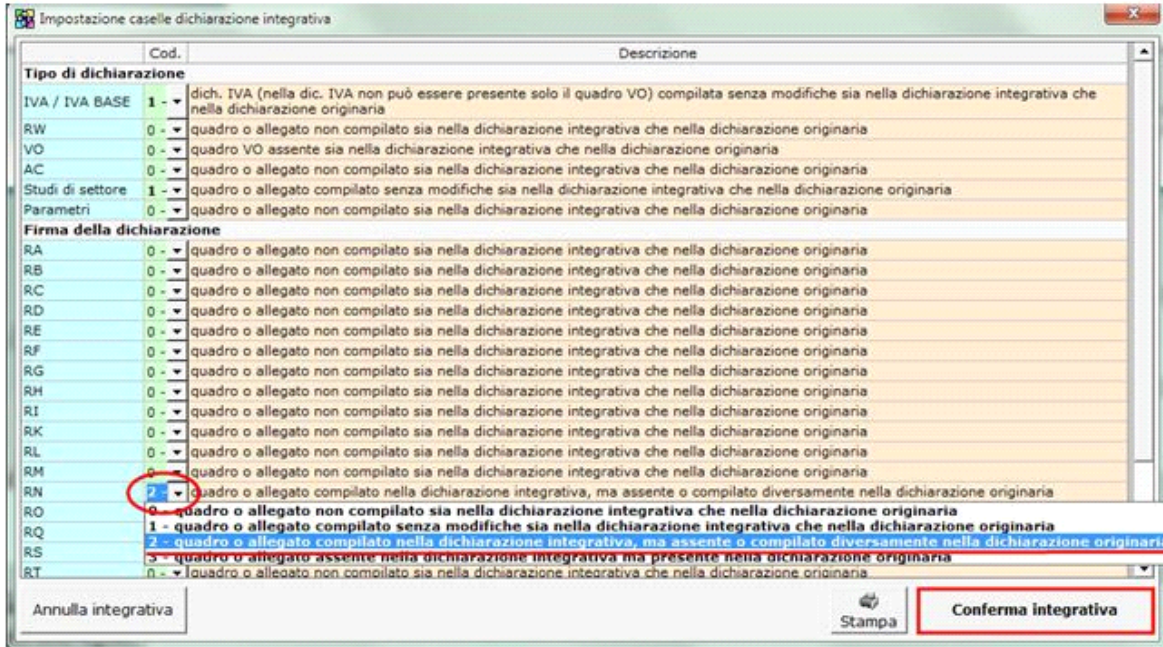 Impostazione caselle dichiarazione integrativa
Cod. Descrizione
Tipo di dichiarazione
IVA / IVA BASE 1 - dich. IVA (nella dic. IVA non può essere presente solo il quadro VO) compilata senza modifiche sia nella dichiarazione integrativa che
nella dichiarazione originaria
RW 0 - quadro o allegato non compilato sia nella dichiarazione integrativa che nella dichiarazione originaria
VO 0 - quadro VO assente sia nella dichiarazione integrativa che nella dichiarazione originaria
AC 0 - quadro o allegato non compilato sia nella dichiarazione integrativa che nella dichiarazione originaria
Studi di settore 1 - quadro o allegato compilato senza modifiche sia nella dichiarazione integrativa che nella dichiarazione originaria
Parametri 0 - quadro o allegato non compilato sia nella dichiarazione integrativa che nella dichiarazione originaria
Firma della dichiarazione
RA 0 - quadro o allegato non compilato sia nella dichiarazione integrativa che nella dichiarazione originaria
RB 0 - quadro o allegato non compilato sia nella dichiarazione integrativa che nella dichiarazione originaria
RC 0 - quadro o allegato non compilato sia nella dichiarazione integrativa che nella dichiarazione originaria
RD 0 - quadro o allegato non compilato sia nella dichiarazione integrativa che nella dichiarazione originaria
RE 0 - quadro o allegato non compilato sia nella dichiarazione integrativa che nella dichiarazione originaria
RF 0 - quadro o allegato non compilato sia nella dichiarazione integrativa che nella dichiarazione originaria
RG 0 - quadro o allegato non compilato sia nella dichiarazione integrativa che nella dichiarazione originaria
RH 0 - quadro o allegato non compilato sia nella dichiarazione integrativa che nella dichiarazione originaria
RI 0 - quadro o allegato non compilato sia nella dichiarazione integrativa che nella dichiarazione originaria
RK 0 - quadro o allegato non compilato sia nella dichiarazione integrativa che nella dichiarazione originaria
RL 0 - quadro o allegato non compilato sia nella dichiarazione integrativa che nella dichiarazione originaria
RM 0 - quadro o allegato non compilato sia nella dichiarazione integrativa che nella dichiarazione originaria
RN 2 - quadro o allegato compilato nella dichiarazione integrativa, ma assente o compilato diversamente nella dichiarazione originaria
RO 0 - quadro o allegato non compilato sia nella dichiarazione integrativa che nella dichiarazione originaria
RQ 1 - quadro o allegato compilato senza modifiche sia nella dichiarazione integrativa che nella dichiarazione originaria
2 - quadro o allegato compilato nella dichiarazione integrativa, ma assente o compilato diversamente nella dichiarazione originaria
RS 3 - quadro o allegato assente nella dichiarazione integrativa ma presente nella dichiarazione originaria
RT 0 - quadro o allegato non compilato sia nella dichiarazione integrativa che nella dichiarazione originaria
Annulla integrativa Stampa Conferma integrativa